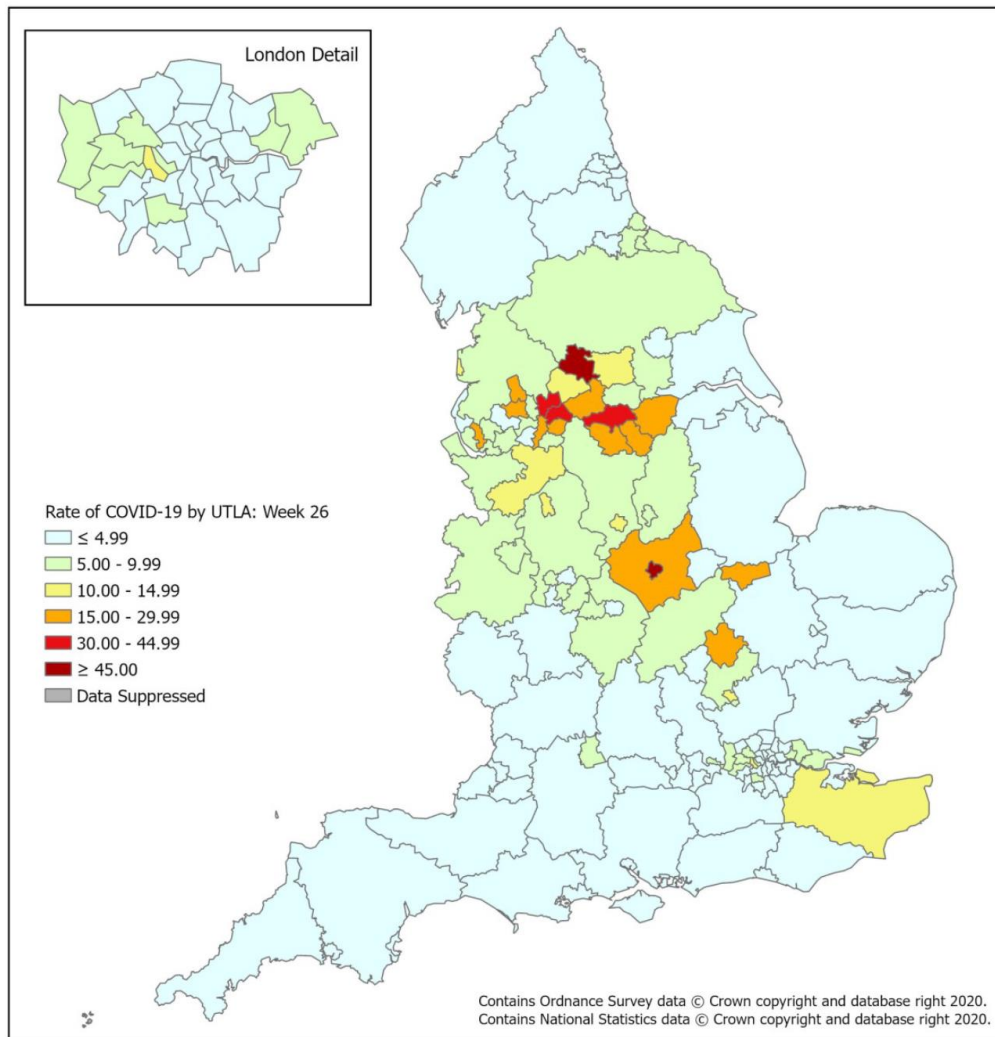 London Detail
Rate of COVID-19 by UTLA: Week 26
≤ 4.99
5.00 - 9.99
10.00 - 14.99
15.00 - 29.99
30.00 - 44.99
≥ 45.00
Data Suppressed
Contains Ordnance Survey data © Crown copyright and database right 2020.
Contains National Statistics data © Crown copyright and database right 2020.